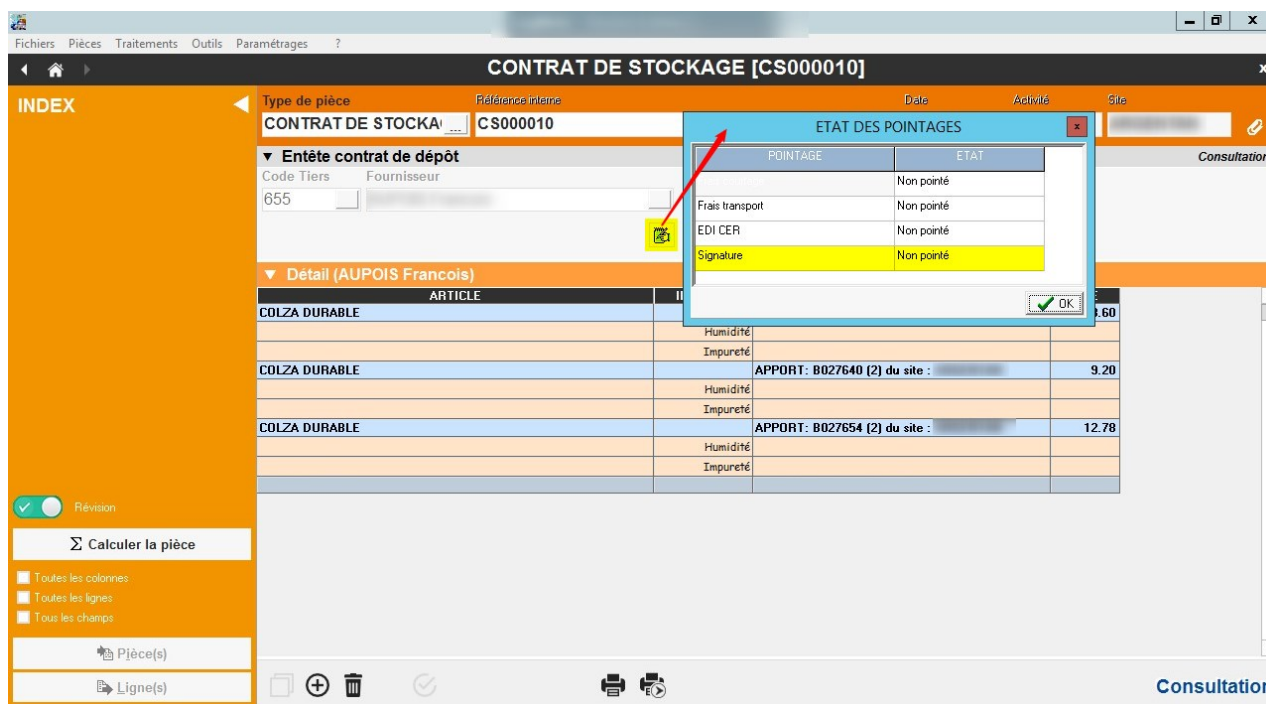 Fichiers Pièces Traitements Outils Paramétrages ?
CONTRAT DE STOCKAGE [CS000010]
x
INDEX
Type de pièce Référence interne Date Activité Site
CONTRAT DE STOCKA ... CS000010
ETAT DES POINTAGES
x
▼ Entête contrat de dépôt
Consultation
Code Tiers Fournisseur
655
POINTAGE ETAT
Non pointé
Frais transport Non pointé
EDI CER Non pointé
Signature Non pointé
OK
▼ Détail (AUPOIS Francois)
ARTICLE
COLZA DURABLE .60
Humidité
Impureté
COLZA DURABLE APPORT: B027640 (2) du site : 9.20
Humidité
Impureté
COLZA DURABLE APPORT: B027654 (2) du site : 12.78
Humidité
Impureté
Révision
Σ Calculer la pièce
Toutes les colonnes
Toutes les lignes
Tous les champs
Pièce(s)
Ligne(s)
Consultation